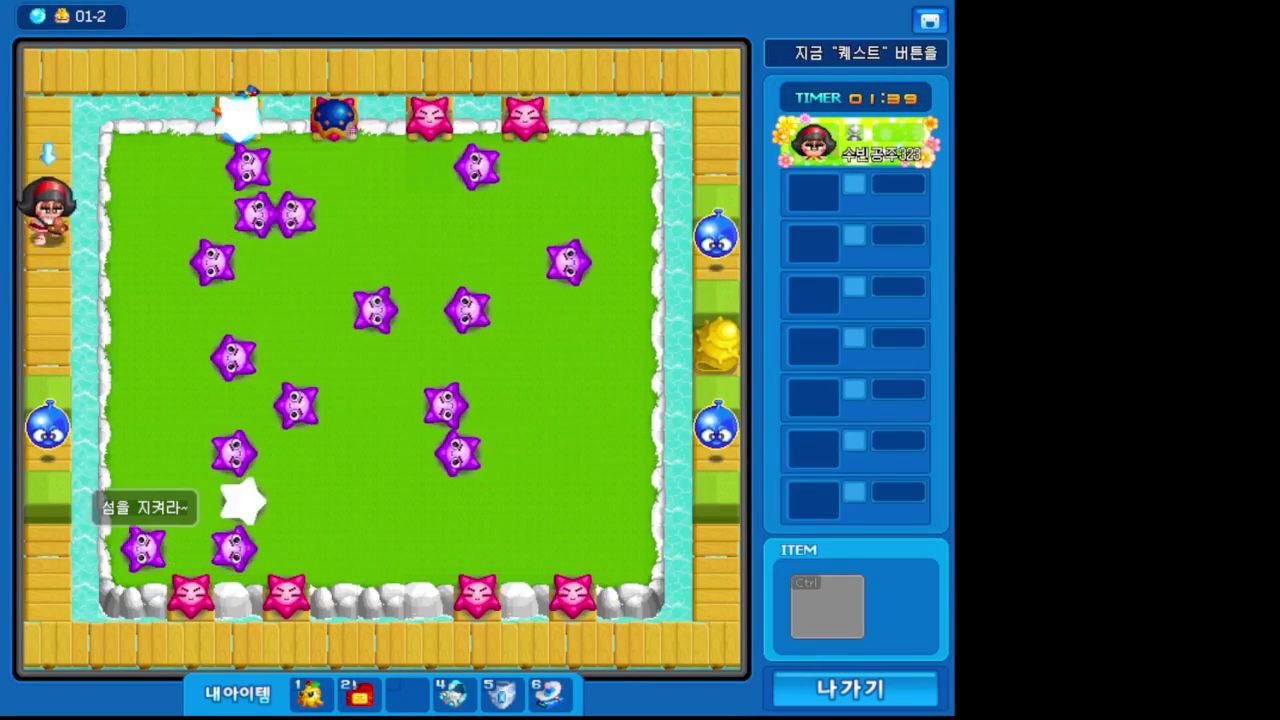 01-2
지금 "퀘스트" 버튼을
TIMER 01:39
수빈공주323
섬을 지켜라~
ITEM
Ctrl
내아이템
1
2
4
5
6
나가기